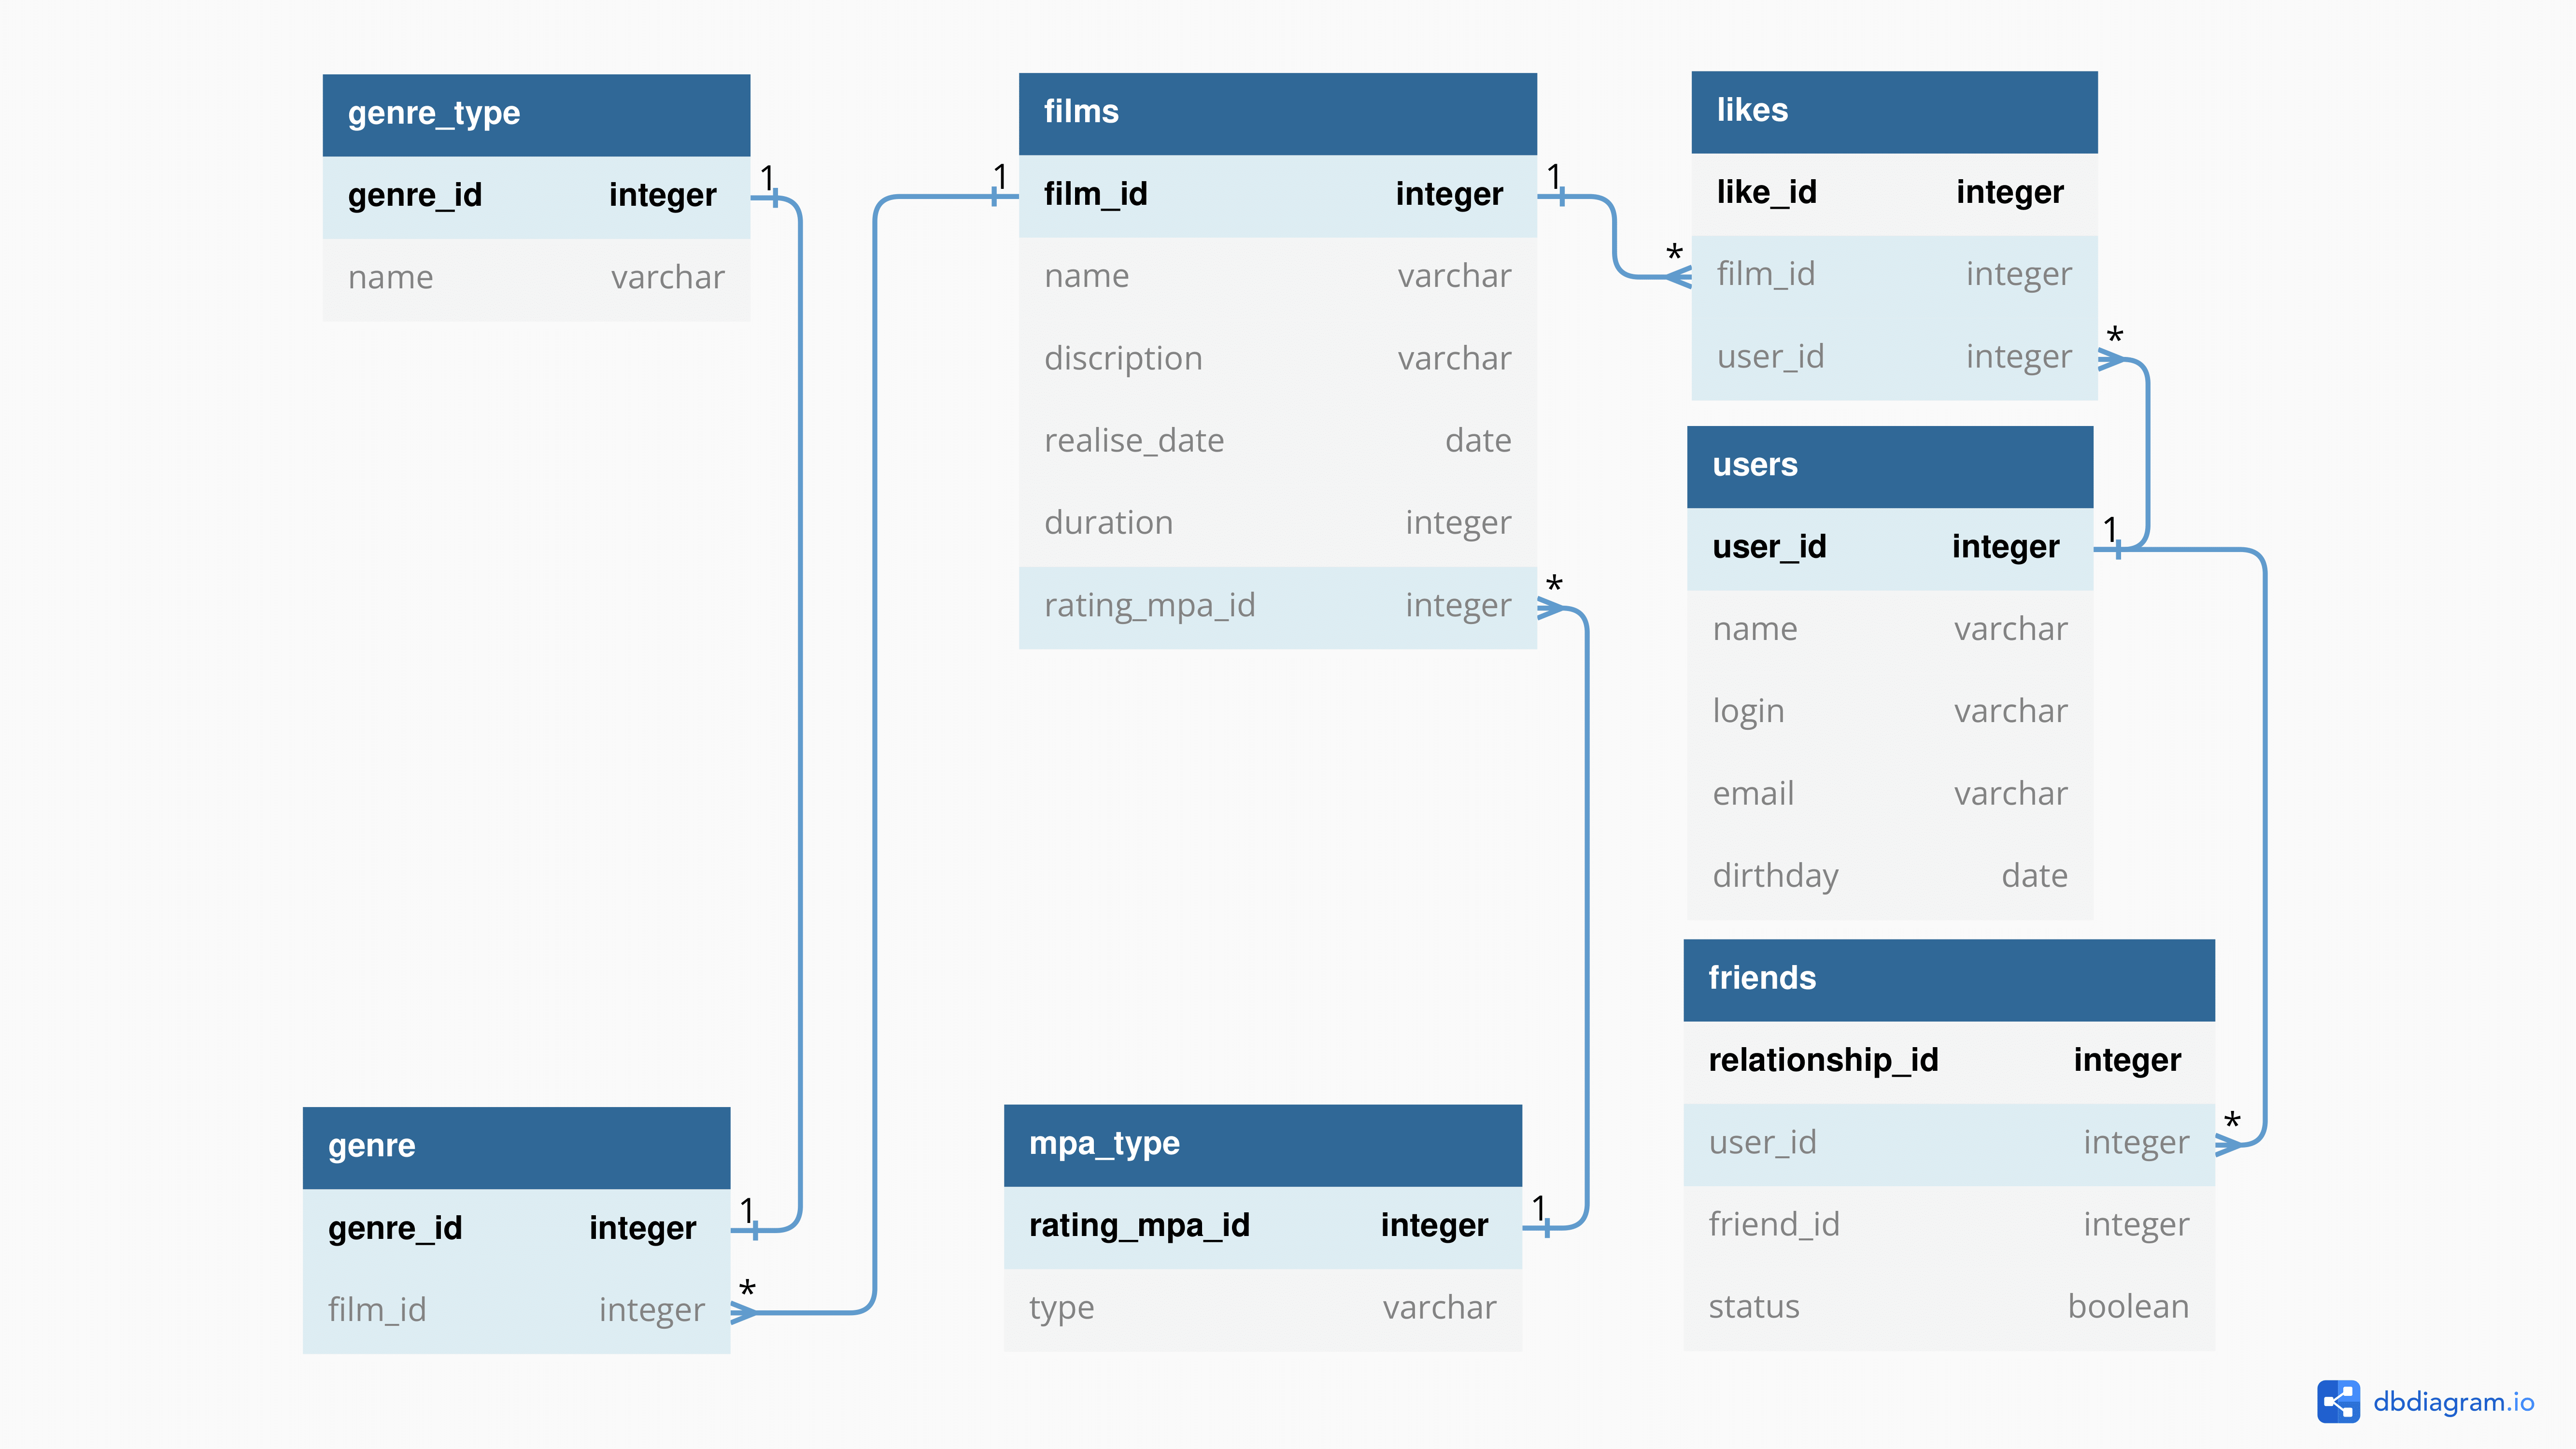 genre_type
genre_id integer
name varchar
films
film_id integer
name varchar
discription varchar
realise_date date
duration integer
rating_mpa_id integer
likes
like_id integer
film_id integer
user_id integer
users
user_id integer
name varchar
login varchar
email varchar
dirthday date
genre
genre_id integer
film_id integer
mpa_type
rating_mpa_id integer
type varchar
friends
relationship_id integer
user_id integer
friend_id integer
status boolean
1
1
1
*
*
1
*
1
*
1
*
dbdiagram.io